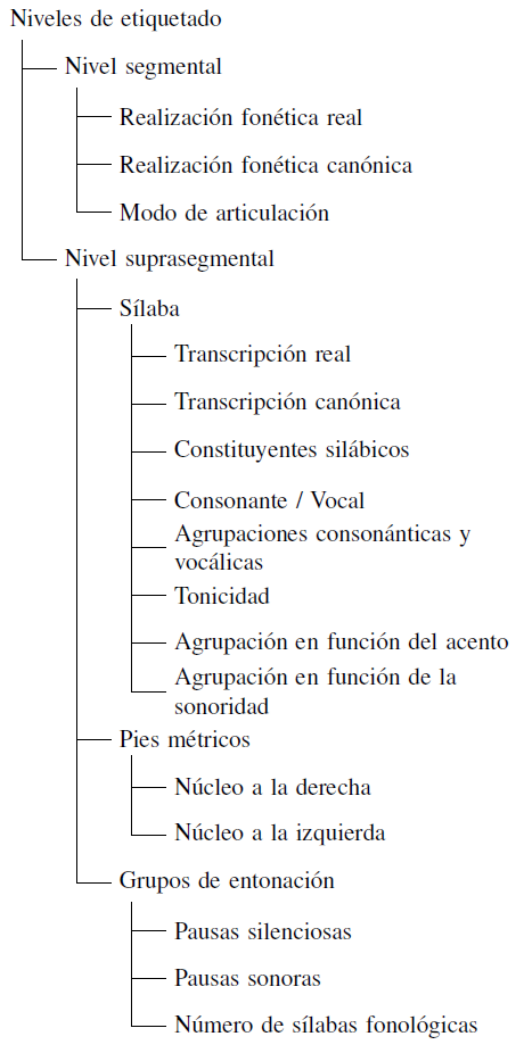 Niveles de etiquetado
Nivel segmental
Realización fonética real
Realización fonética canónica
Modo de articulación
Nivel suprasegmental
Sílaba
Transcripción real
Transcripción canónica
Constituyentes silábicos
Consonante / Vocal
Agrupaciones consonánticas y
vocálicas
Tonicidad
Agrupación en función del acento
Agrupación en función de la
sonoridad
Pies métricos
Núcleo a la derecha
Núcleo a la izquierda
Grupos de entonación
Pausas silenciosas
Pausas sonoras
Número de sílabas fonológicas